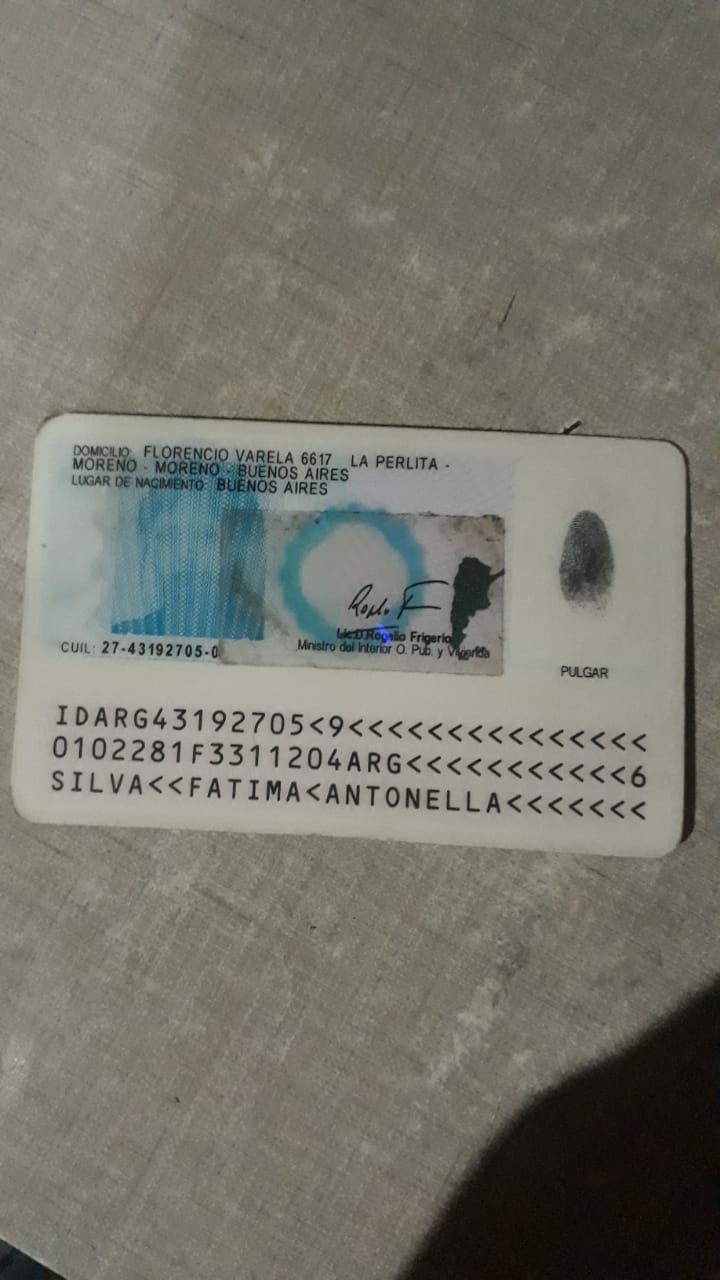 DOMICILIO: FLORENCIO VARELA 6617 LA PERLITA -
MORENO - MORENO - BUENOS AIRES
LUGAR DE NACIMIENTO: BUENOS AIRES
CUIL: 27-43192705-0
Lic.D.Rogelio Frigerio
Ministro del Interior O. Pub. y Vivienda
PULGAR
IDARG43192705<9<<<<<<<<<<<<<<<
0102281F3311204ARG<<<<<<<<<<<6
SILVA<<FATIMA<ANTONELLA<<<<<<<